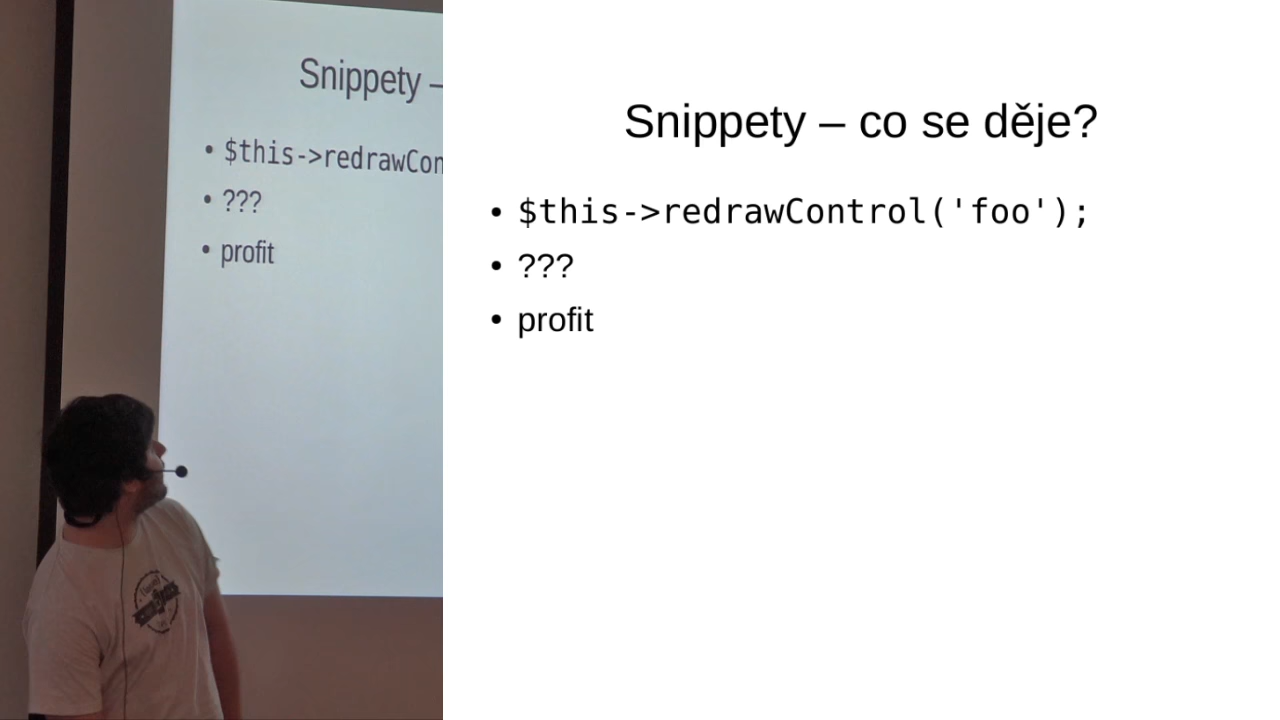 Snippety –
• $this->redrawCon
• ???
• profit
Snippety – co se děje?
• $this->redrawControl('foo');
• ???
• profit